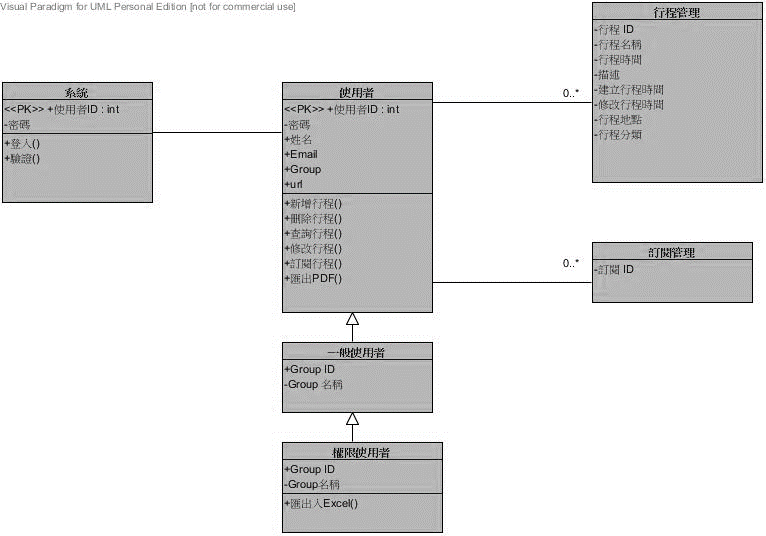 Visual Paradigm for UML Personal Edition [not for commercial use]
系統
<<PK>> +使用者ID : int
-密碼
+登入()
+驗證()
使用者
<<PK>> +使用者ID : int
-密碼
+姓名
+Email
+Group
+url
+新增行程()
+刪除行程()
+查詢行程()
+修改行程()
+訂閱行程()
+匯出PDF()
0..*
行程管理
-行程 ID
-行程名稱
-行程時間
-描述
-建立行程時間
-修改行程時間
-行程地點
-行程分類
0..*
訂閱管理
-訂閱 ID
一般使用者
+Group ID
-Group 名稱
權限使用者
+Group ID
-Group名稱
+匯出入Excel()